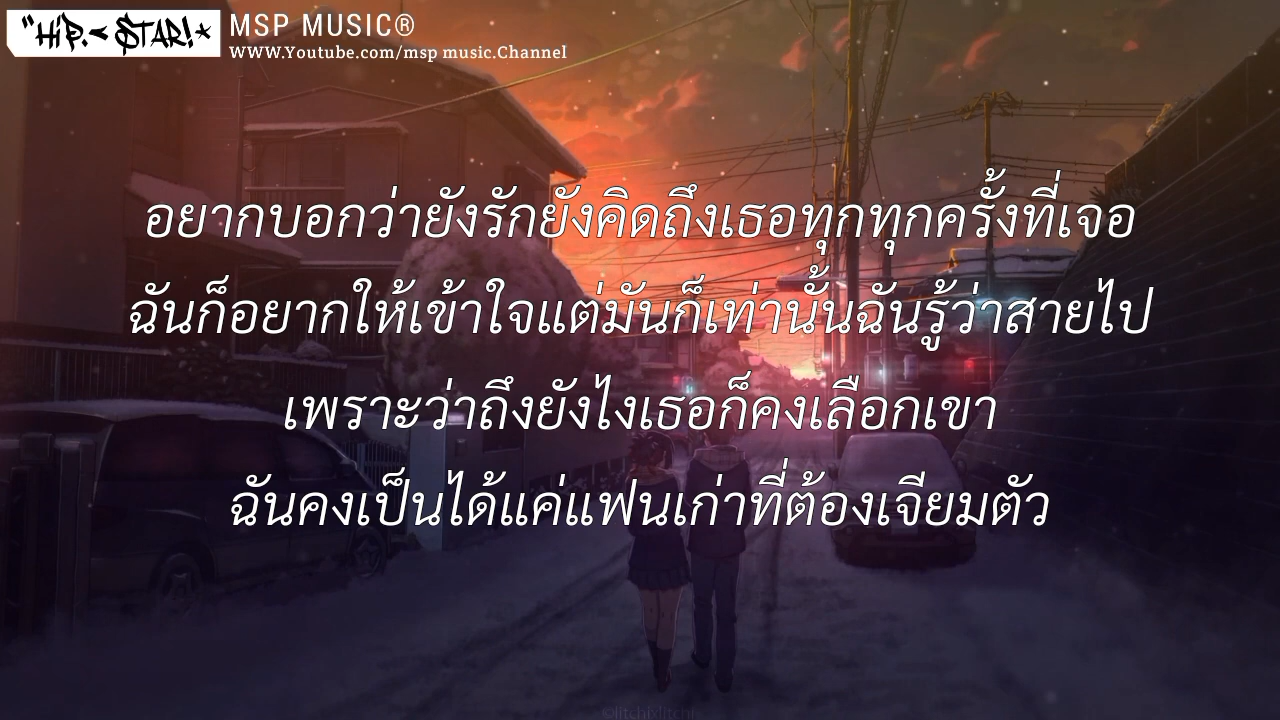 "HIP.-$TAR!★
MSP MUSIC®
WWW.Youtube.com/msp music.Channel
อยากบอกว่ายังรักยังคิดถึงเธอทุกทุกครั้งที่เจอ
ฉันก็อยากให้เข้าใจแต่มันก็เท่านั้นฉันรู้ว่าสายไป
เพราะว่าถึงยังไงเธอก็คงเลือกเขา
ฉันคงเป็นได้แค่แฟนเก่าที่ต้องเจียมตัว